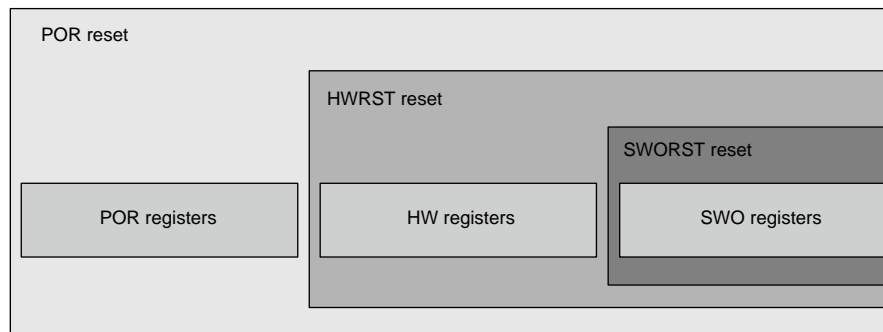 POR reset
HWRST reset
SWORST reset
POR registers
HW registers
SWO registers